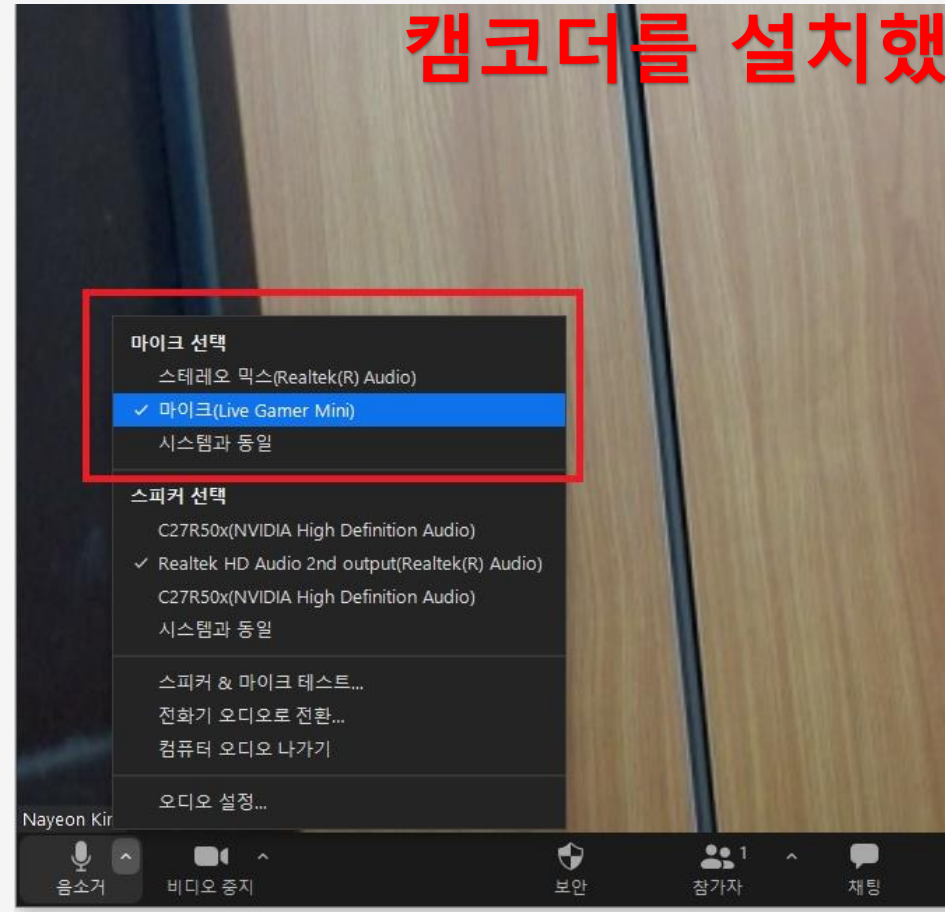 캠코더를 설치했
마이크 선택
스테레오 믹스(Realtek(R) Audio)
마이크(Live Gamer Mini)
시스템과 동일
스피커 선택
C27R50x(NVIDIA High Definition Audio)
Realtek HD Audio 2nd output(Realtek(R) Audio)
C27R50x(NVIDIA High Definition Audio)
시스템과 동일
스피커 & 마이크 테스트...
전화기 오디오로 전환...
컴퓨터 오디오 나가기
오디오 설정...
Nayeon Kir
1
음소거 비디오 중지 보안 참가자 채팅